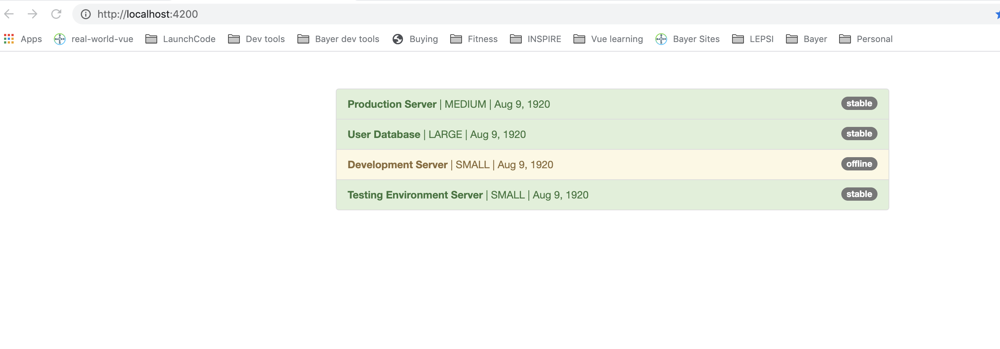 http://localhost:4200
Apps real-world-vue LaunchCode Dev tools Bayer dev tools Buying Fitness INSPIRE Vue learning Bayer Sites LEPSI Bayer Personal
Production Server | MEDIUM | Aug 9, 1920 stable
User Database | LARGE | Aug 9, 1920 stable
Development Server | SMALL | Aug 9, 1920 offline
Testing Environment Server | SMALL | Aug 9, 1920 stable